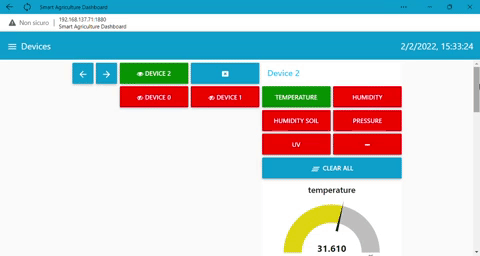 Smart Agriculture Dashboard
Non sicuro
192.168.137.71:1880
Smart Agriculture Dashboard
Devices
2/2/2022, 15:33:24
DEVICE 2
DEVICE 0
DEVICE 1
Device 2
TEMPERATURE
HUMIDITY
HUMIDITY SOIL
PRESSURE
UV
CLEAR ALL
temperature
31.610